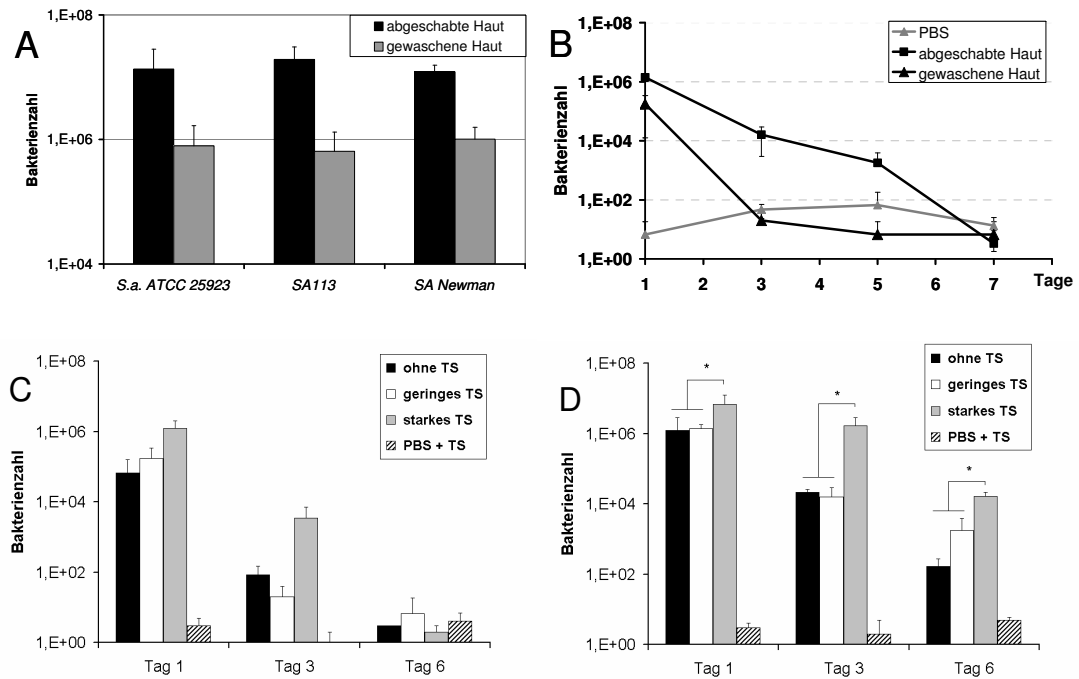 A
1,E+08
1,E+06
1,E+04
Bakterienzahl
abgeschabte Haut
gewaschene Haut
S.a. ATCC 25923
SA113
SA Newman
B
1,E+08
1,E+06
1,E+04
1,E+02
1,E+00
Bakterienzahl
PBS
abgeschabte Haut
gewaschene Haut
1 2 3 4 5 6 7
Tage
C
1,E+08
1,E+06
1,E+04
1,E+02
1,E+00
Bakterienzahl
ohne TS
geringes TS
starkes TS
PBS + TS
Tag 1 Tag 3 Tag 6
D
1,E+08
1,E+06
1,E+04
1,E+02
1,E+00
Bakterienzahl
*
*
*
ohne TS
geringes TS
starkes TS
PBS + TS
Tag 1 Tag 3 Tag 6